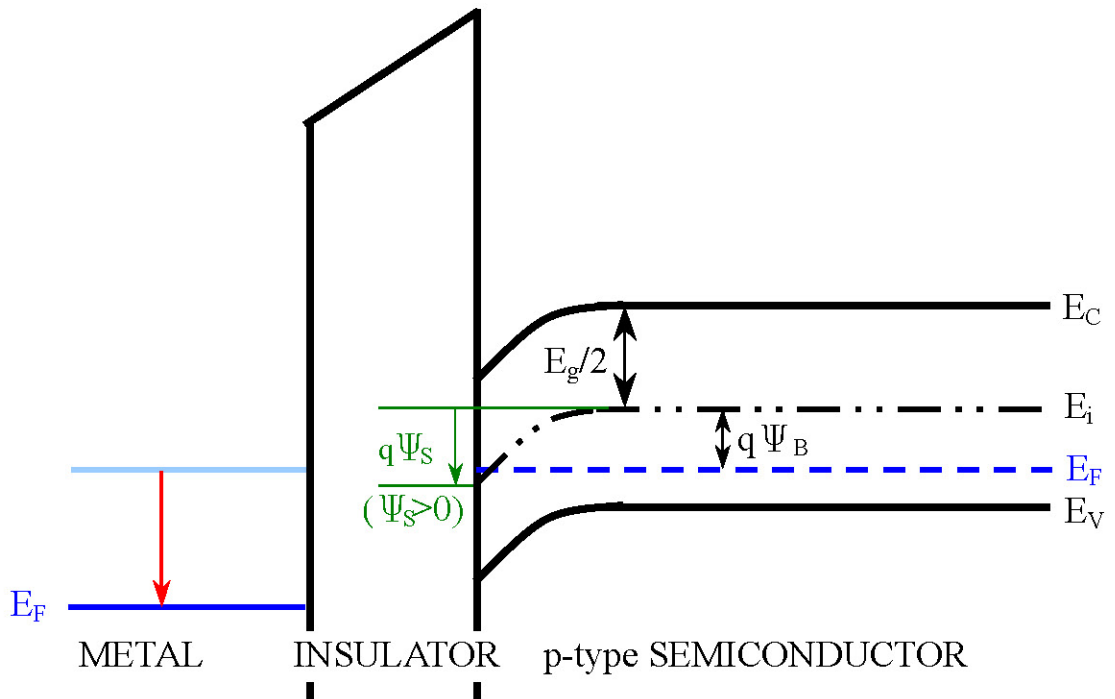 E_C
E_g/2
E_i
qΨ_S
qΨ_B
E_F
(Ψ_S>0)
E_V
E_F
METAL INSULATOR p-type SEMICONDUCTOR